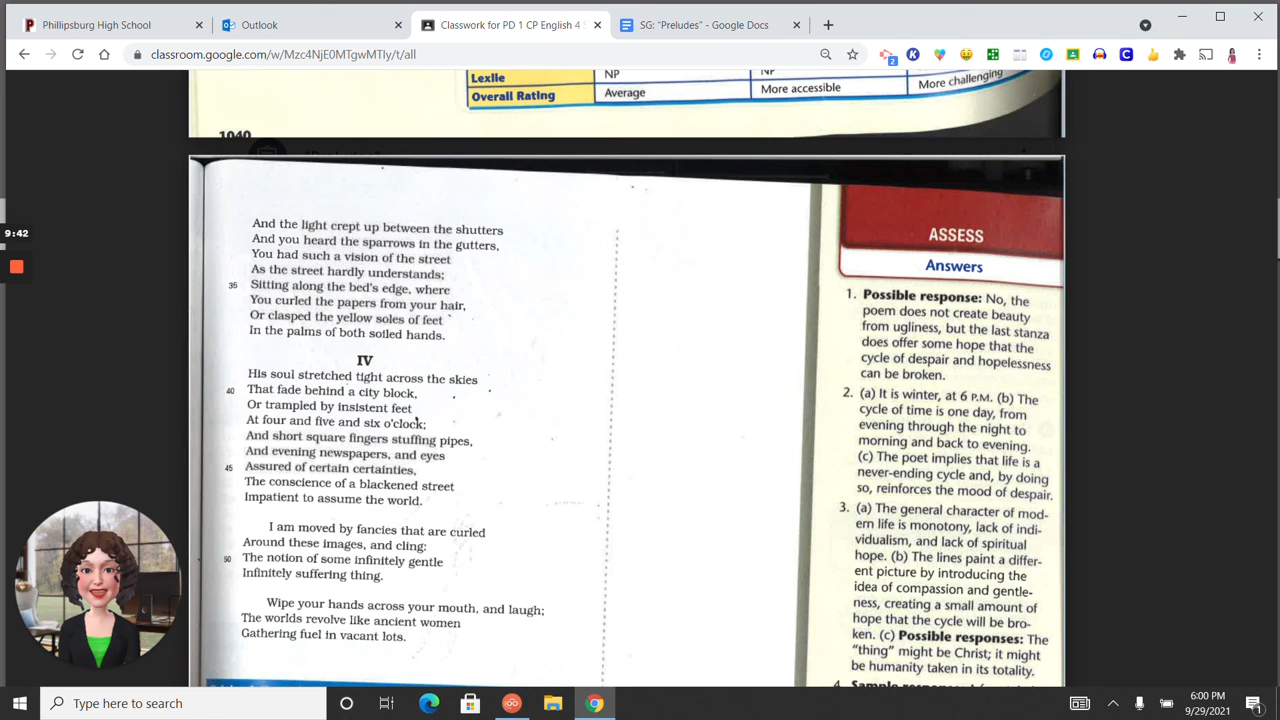 Phillipsburg High School
Outlook
Classwork for PD 1 CP English 4 S
SG: "Preludes" - Google Docs
classroom.google.com/w/Mzc4NjE0MTgwMTIy/t/all
2
Lexile
NP
NP
Overall Rating
Average
More accessible
More challenging
1040
And the light crept up between the shutters
And you heard the sparrows in the gutters,
You had such a vision of the street
As the street hardly understands;
35 Sitting along the bed's edge, where
You curled the papers from your hair,
Or clasped the yellow soles of feet
In the palms of both soiled hands.
IV
His soul stretched tight across the skies
40 That fade behind a city block,
Or trampled by insistent feet
At four and five and six o'clock;
And short square fingers stuffing pipes,
And evening newspapers, and eyes
45 Assured of certain certainties,
The conscience of a blackened street
Impatient to assume the world.
I am moved by fancies that are curled
Around these images, and cling:
50 The notion of some infinitely gentle
Infinitely suffering thing.
Wipe your hands across your mouth, and laugh;
The worlds revolve like ancient women
Gathering fuel in vacant lots.
ASSESS
Answers
1. Possible response: No, the
poem does not create beauty
from ugliness, but the last stanza
does offer some hope that the
cycle of despair and hopelessness
can be broken.
2. (a) It is winter, at 6 P.M. (b) The
cycle of time is one day, from
evening through the night to
morning and back to evening.
(c) The poet implies that life is a
never-ending cycle and, by doing
so, reinforces the mood of despair.
3. (a) The general character of mod-
ern life is monotony, lack of indi-
vidualism, and lack of spiritual
hope. (b) The lines paint a differ-
ent picture by introducing the
idea of compassion and gentle-
ness, creating a small amount of
hope that the cycle will be bro-
ken. (c) Possible responses: The
"thing" might be Christ; it might
be humanity taken in its totality.
9:42
Type here to search
6:00 PM
9/29/2021
1